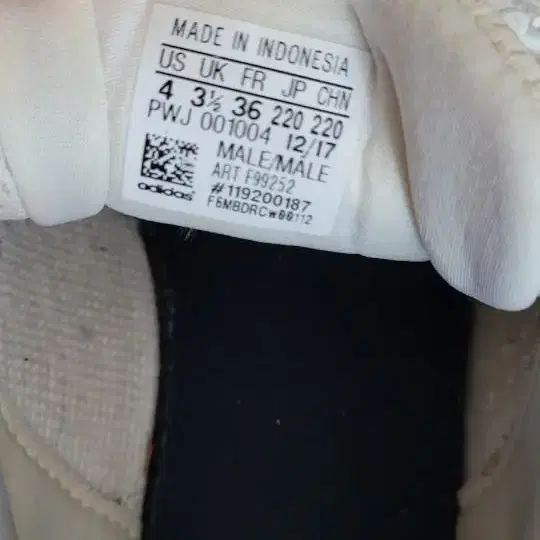 MADE IN INDONESIA
US UK FR JP CHN
4 3½ 36 220 220
PWJ 001004 12/17
MALE/MALE
ART F99252
#119200187
F6MBDRCw00112
adidas